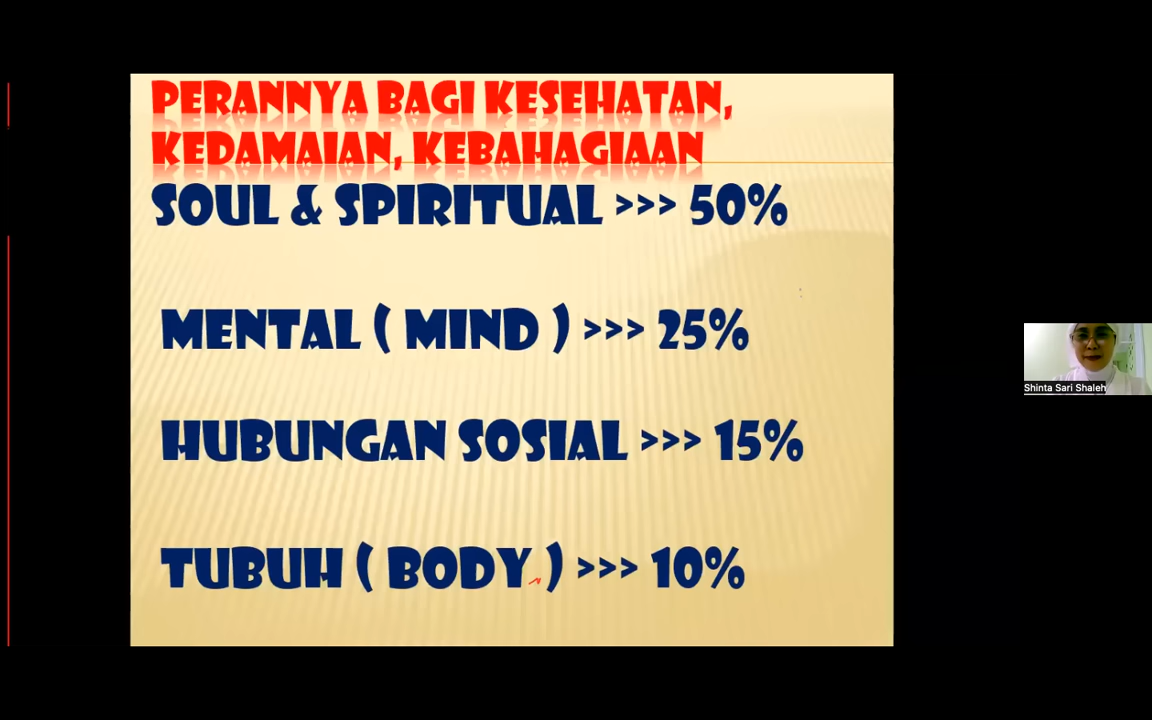 PERANNYA BAGI KESEHATAN,
KEDAMAIAN, KEBAHAGIAAN
SOUL & SPIRITUAL >>> 50%
MENTAL ( MIND ) >>> 25%
HUBUNGAN SOSIAL >>> 15%
TUBUH ( BODY ) >>> 10%
Shinta Sari Shaleh